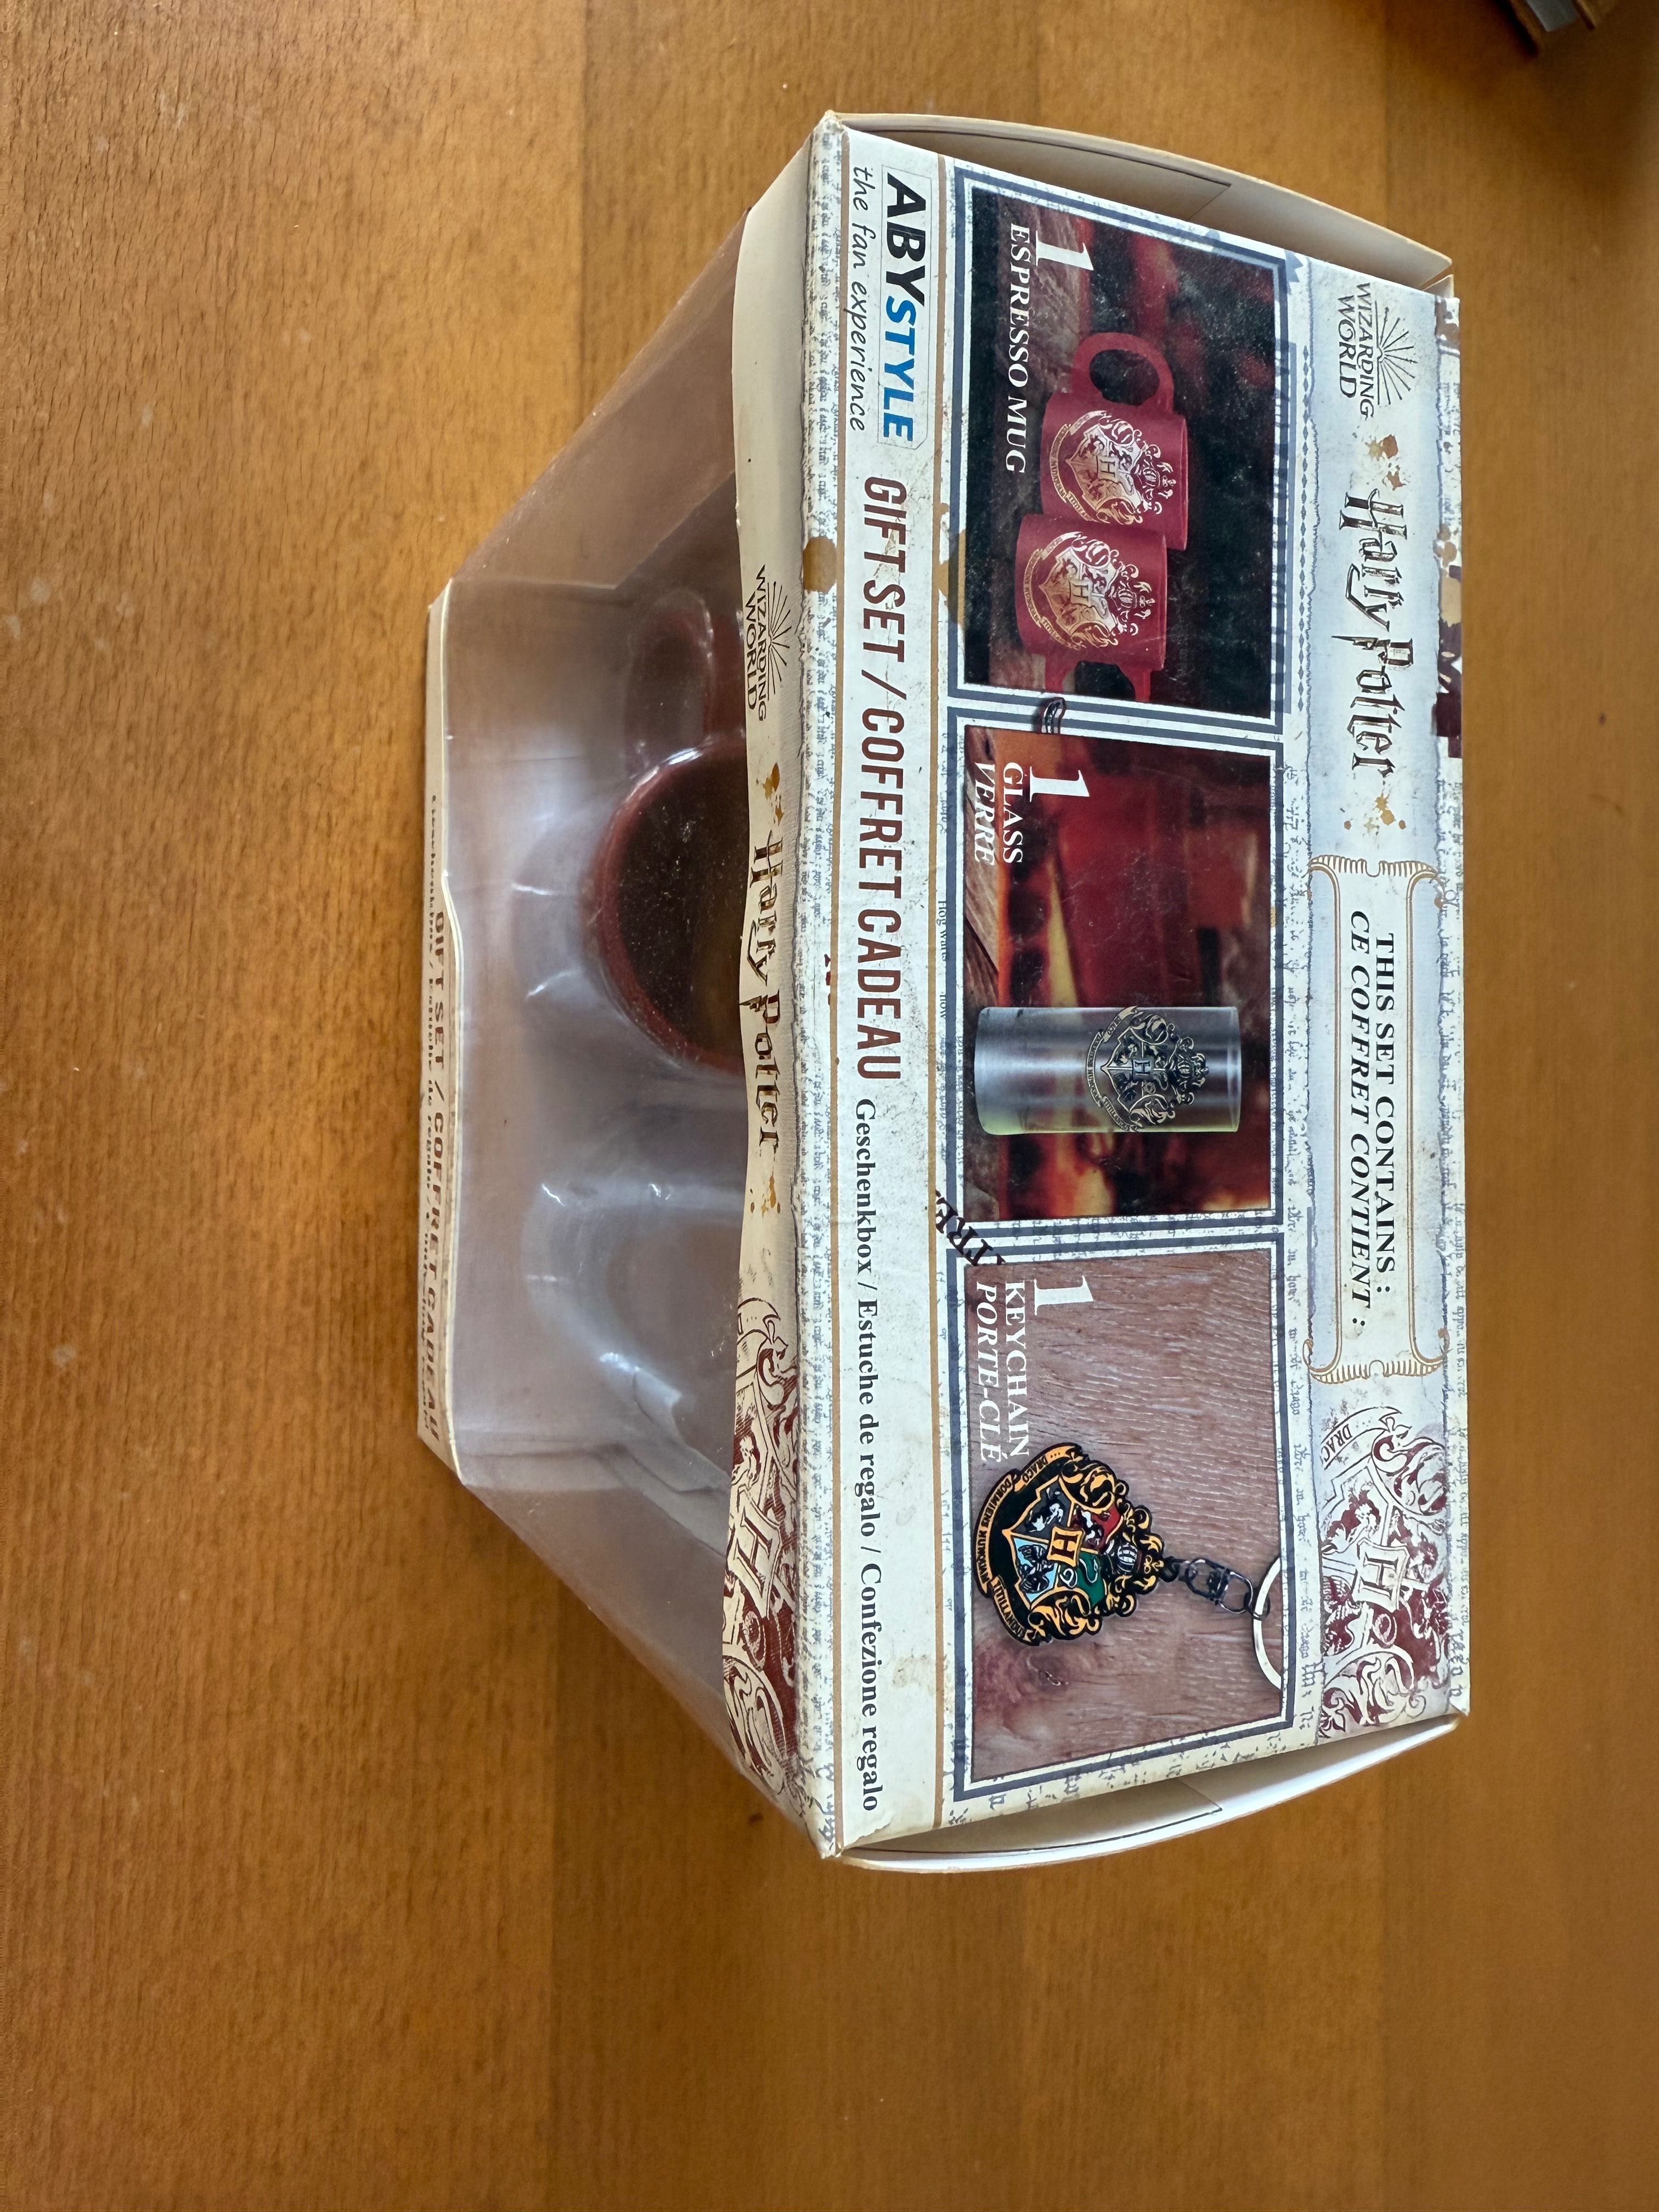 WIZARDING
WORLD
Harry Potter
THIS SET CONTAINS :
CE COFFRET CONTIENT :
1
ESPRESSO MUG
1
GLASS
VERRE
1
KEYCHAIN
PORTE-CLÉ
ABYSTYLE
the fan experience
GIFT SET / COFFRET CADEAU
Geschenkbox / Estuche de regalo / Confezione regalo
WIZARDING
WORLD
Harry Potter
GIFT SET / COFFRET CADEAU